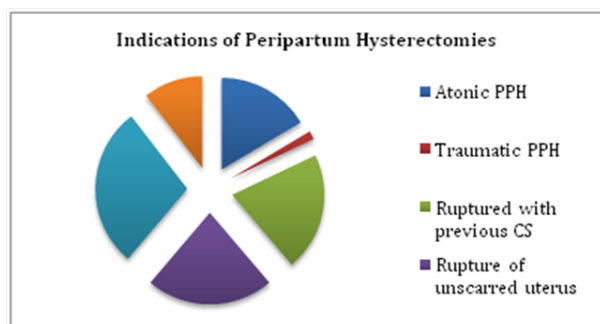 Indications of Peripartum Hysterectomies
Atonic PPH
Traumatic PPH
Ruptured with
previous CS
Rupture of
unscarred uterus